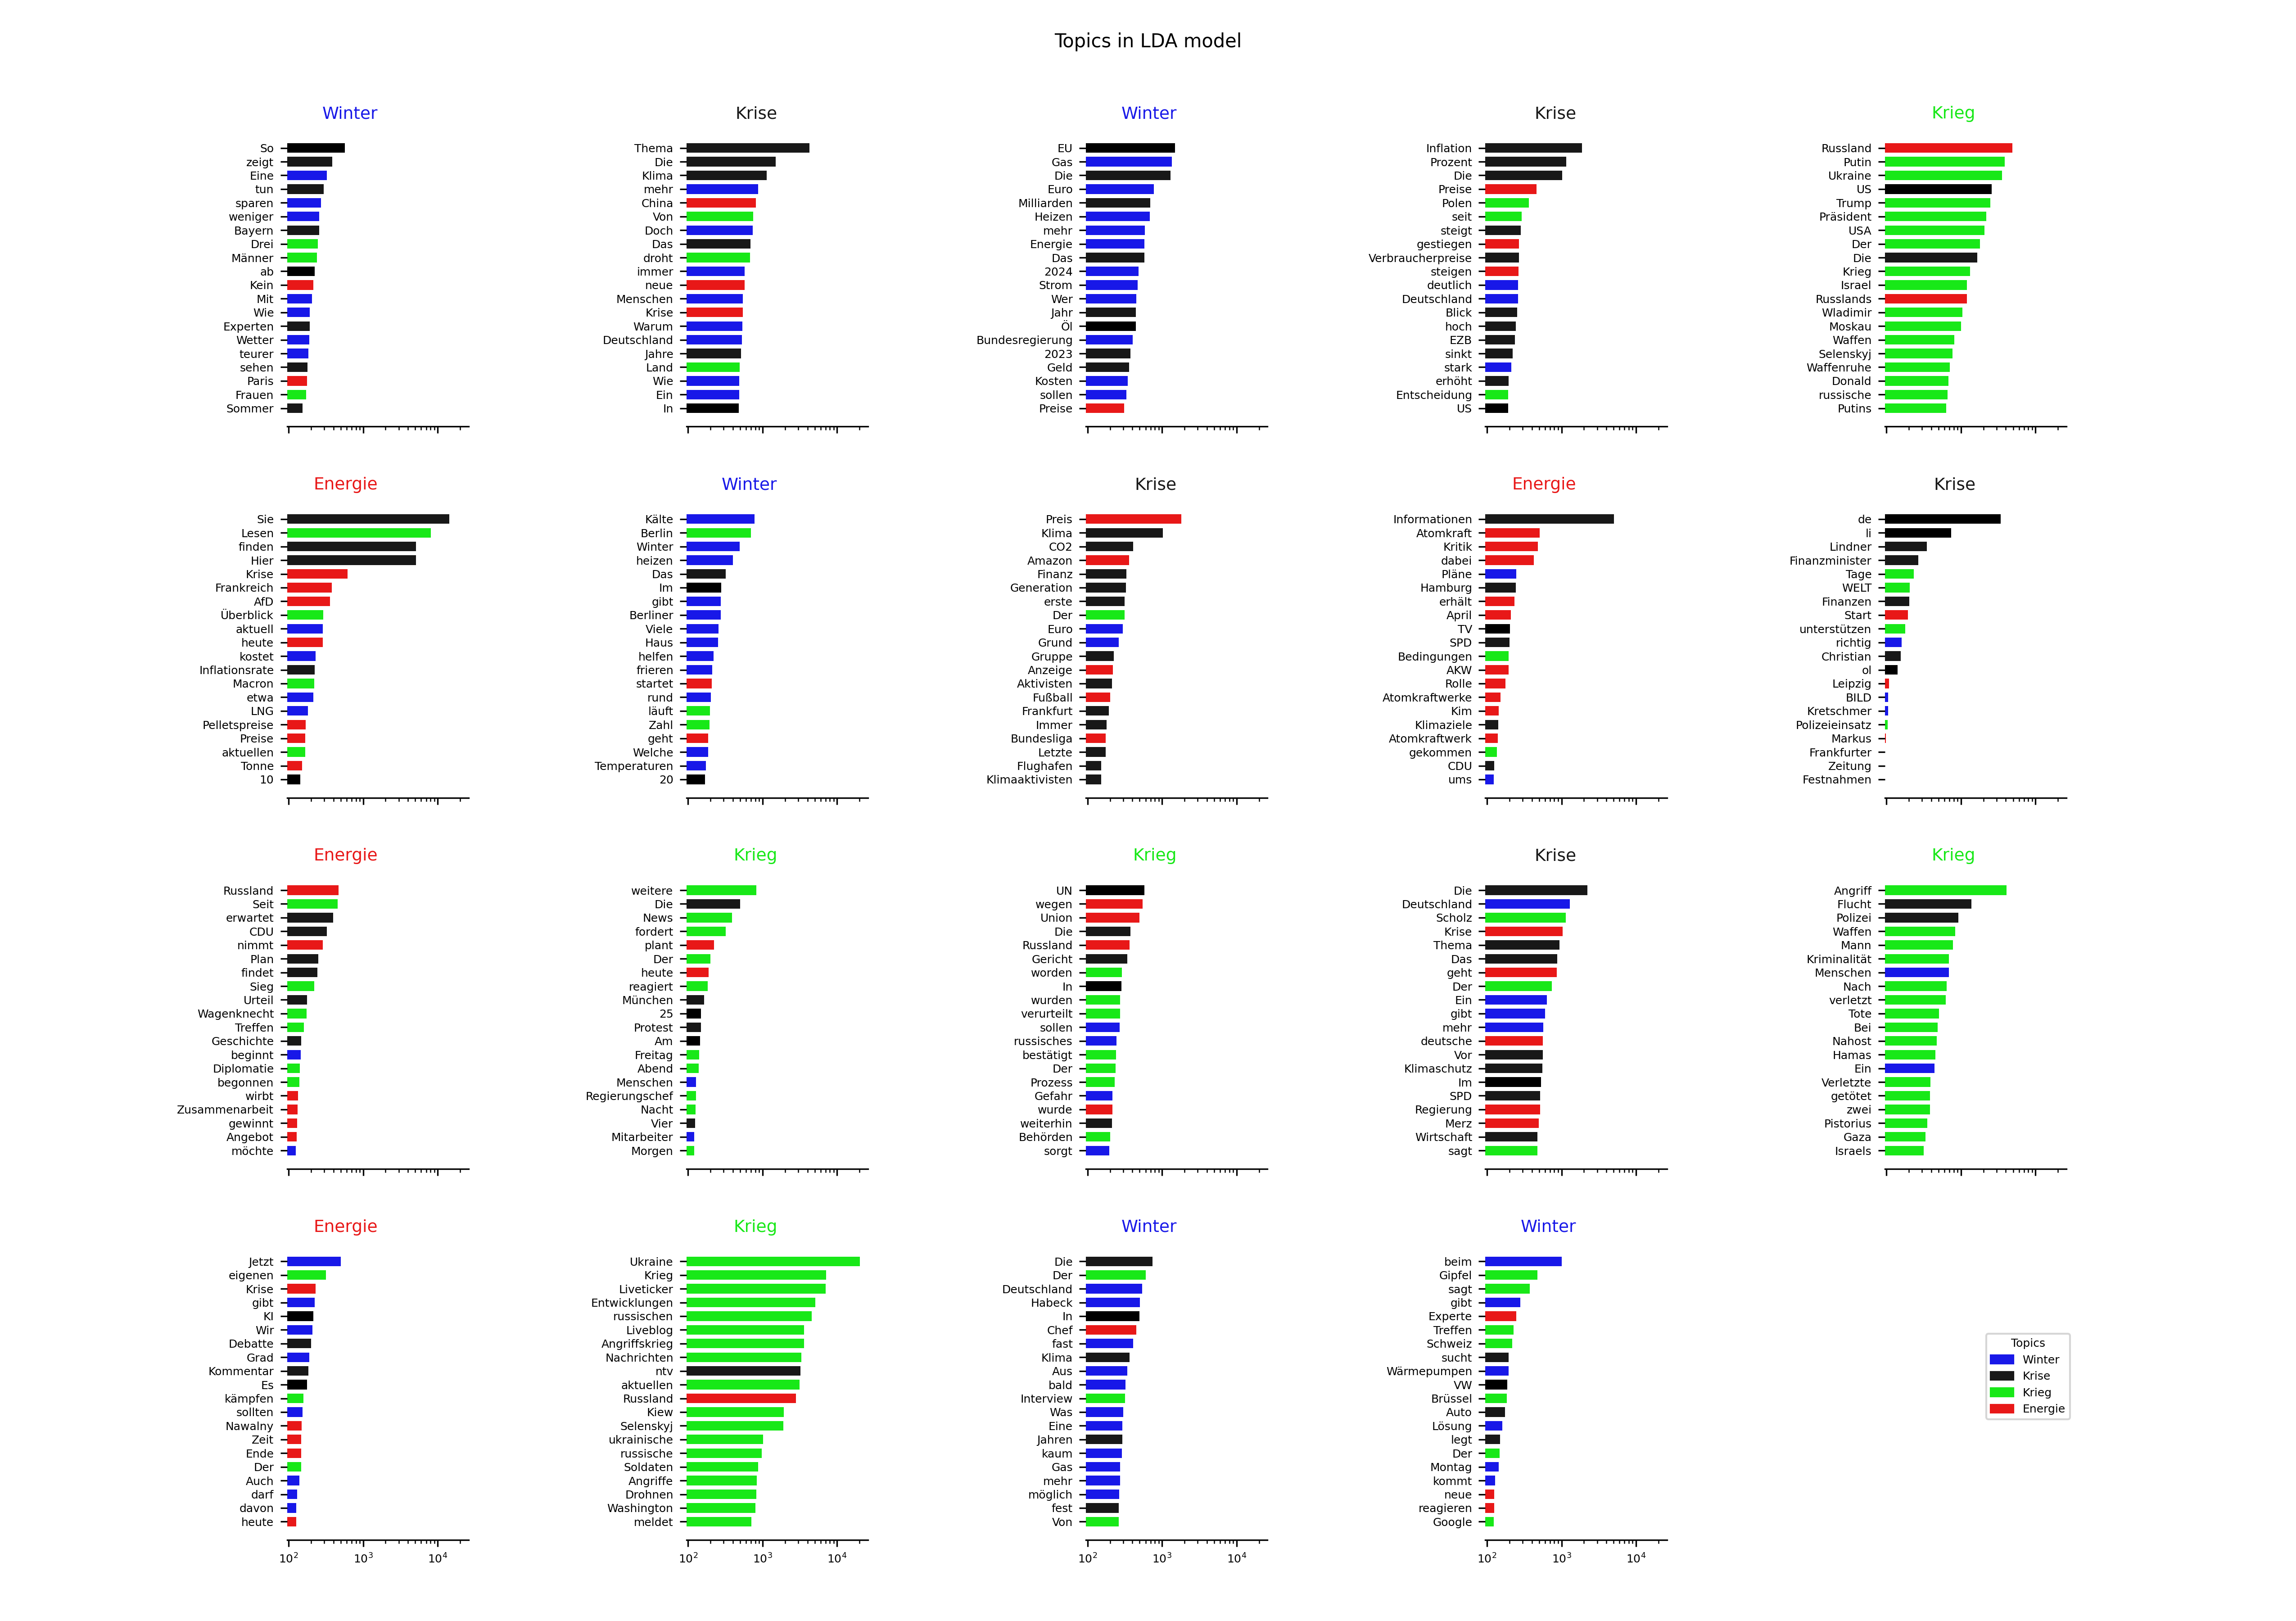 Topics in LDA model
Winter
So
zeigt
Eine
tun
sparen
weniger
Bayern
Drei
Männer
ab
Kein
Mit
Wie
Experten
Wetter
teurer
sehen
Paris
Frauen
Sommer
Krise
Thema
Die
Klima
mehr
China
Von
Doch
Das
droht
immer
neue
Menschen
Krise
Warum
Deutschland
Jahre
Land
Wie
Ein
In
Winter
EU
Gas
Die
Euro
Milliarden
Heizen
mehr
Energie
Das
2024
Strom
Wer
Jahr
Öl
Bundesregierung
2023
Geld
Kosten
sollen
Preise
Krise
Inflation
Prozent
Die
Preise
Polen
seit
steigt
gestiegen
Verbraucherpreise
steigen
deutlich
Deutschland
Blick
hoch
EZB
sinkt
stark
erhöht
Entscheidung
US
Krieg
Russland
Putin
Ukraine
US
Trump
Präsident
USA
Der
Die
Krieg
Israel
Russlands
Wladimir
Moskau
Waffen
Selenskyj
Waffenruhe
Donald
russische
Putins
Energie
Sie
Lesen
finden
Hier
Krise
Frankreich
AfD
Überblick
aktuell
heute
kostet
Inflationsrate
Macron
etwa
LNG
Pelletspreise
Preise
aktuellen
Tonne
10
Winter
Kälte
Berlin
Winter
heizen
Das
Im
gibt
Berliner
Viele
Haus
helfen
frieren
startet
rund
läuft
Zahl
geht
Welche
Temperaturen
20
Krise
Preis
Klima
CO2
Amazon
Finanz
Generation
erste
Der
Euro
Grund
Gruppe
Anzeige
Aktivisten
Fußball
Frankfurt
Immer
Bundesliga
Letzte
Flughafen
Klimaaktivisten
Energie
Informationen
Atomkraft
Kritik
dabei
Pläne
Hamburg
erhält
April
TV
SPD
Bedingungen
AKW
Rolle
Atomkraftwerke
Kim
Klimaziele
Atomkraftwerk
gekommen
CDU
ums
Krise
de
li
Lindner
Finanzminister
Tage
WELT
Finanzen
Start
unterstützen
richtig
Christian
ol
Leipzig
BILD
Kretschmer
Polizeieinsatz
Markus
Frankfurter
Zeitung
Festnahmen
Energie
Russland
Seit
erwartet
CDU
nimmt
Plan
findet
Sieg
Urteil
Wagenknecht
Treffen
Geschichte
beginnt
Diplomatie
begonnen
wirbt
Zusammenarbeit
gewinnt
Angebot
möchte
Krieg
weitere
Die
News
fordert
plant
Der
heute
reagiert
München
25
Protest
Am
Freitag
Abend
Menschen
Regierungschef
Nacht
Vier
Mitarbeiter
Morgen
Krieg
UN
wegen
Union
Die
Russland
Gericht
worden
In
wurden
verurteilt
sollen
russisches
bestätigt
Der
Prozess
Gefahr
wurde
weiterhin
Behörden
sorgt
Krise
Die
Deutschland
Scholz
Krise
Thema
Das
geht
Der
Ein
gibt
mehr
deutsche
Vor
Klimaschutz
Im
SPD
Regierung
Merz
Wirtschaft
sagt
Krieg
Angriff
Flucht
Polizei
Waffen
Mann
Kriminalität
Menschen
Nach
verletzt
Tote
Bei
Nahost
Hamas
Ein
Verletzte
getötet
zwei
Pistorius
Gaza
Israels
Energie
Jetzt
eigenen
Krise
gibt
KI
Wir
Debatte
Grad
Kommentar
Es
kämpfen
sollten
Nawalny
Zeit
Ende
Der
Auch
darf
davon
heute
10² 10³ 10⁴
Krieg
Ukraine
Krieg
Liveticker
Entwicklungen
russischen
Liveblog
Angriffskrieg
Nachrichten
ntv
aktuellen
Russland
Kiew
Selenskyj
ukrainische
russische
Soldaten
Angriffe
Drohnen
Washington
meldet
10² 10³ 10⁴
Winter
Die
Der
Deutschland
Habeck
In
Chef
fast
Klima
Aus
bald
Interview
Was
Eine
Jahren
kaum
Gas
mehr
möglich
fest
Von
10² 10³ 10⁴
Winter
beim
Gipfel
sagt
gibt
Experte
Treffen
Schweiz
sucht
Wärmepumpen
VW
Brüssel
Auto
Lösung
legt
Der
Montag
kommt
neue
reagieren
Google
10² 10³ 10⁴
Topics
Winter
Krise
Krieg
Energie